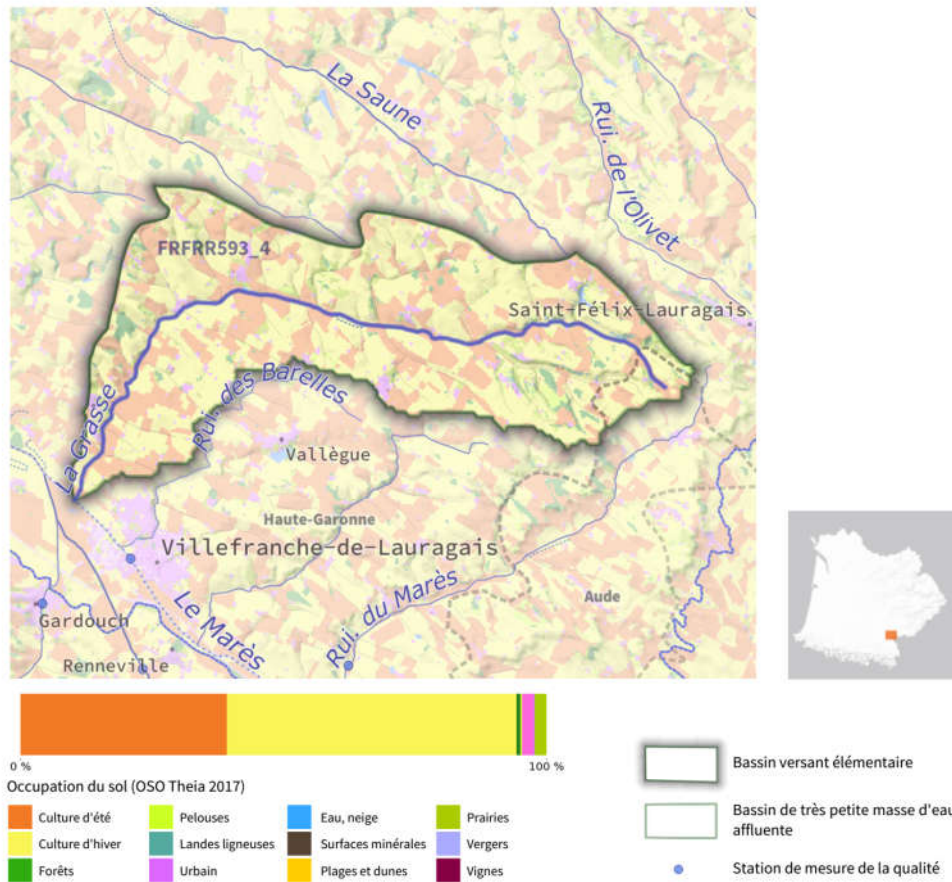 La Saune
Rui. de l'Olivet
FRFRR593_4
Saint-Félix-Lauragais
La Grasse
Rui. des Barelles
Vallègue
Haute-Garonne
Villefranche-de-Lauragais
Aude
Gardouch
Le Marès
Rui. du Marès
Renneville
0 %
100 %
Occupation du sol (OSO Theia 2017)
Culture d'été
Pelouses
Eau, neige
Prairies
Culture d'hiver
Landes ligneuses
Surfaces minérales
Vergers
Forêts
Urbain
Plages et dunes
Vignes
Bassin versant élémentaire
Bassin de très petite masse d'eau
affluente
Station de mesure de la qualité